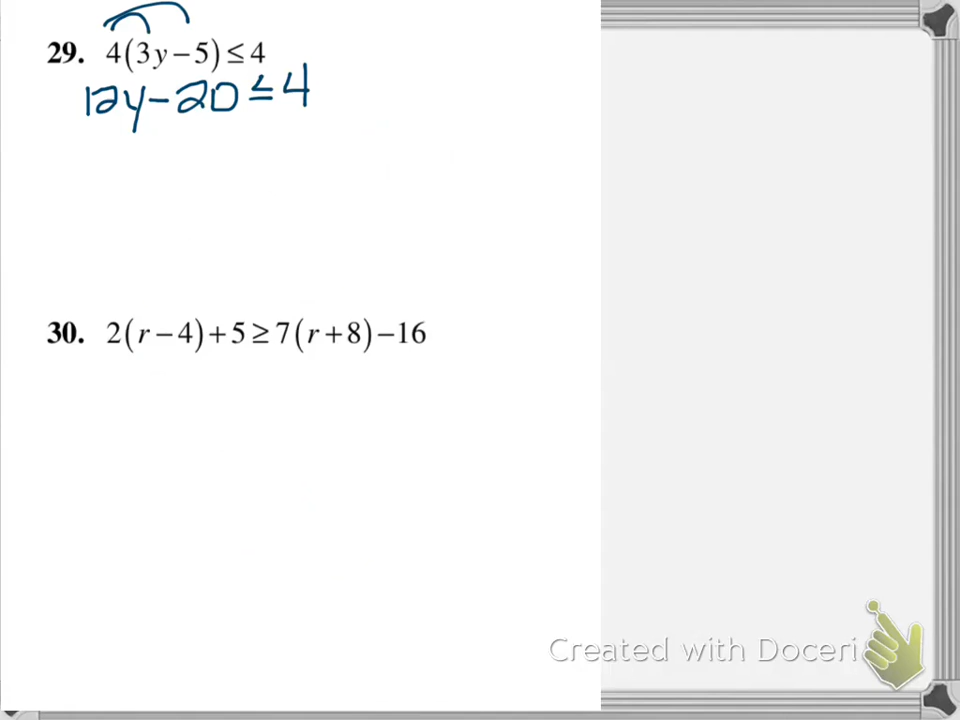 29. 4(3y−5)≤4
12y−20≤4
30. 2(r−4)+5≥7(r+8)−16
Created with Doceri